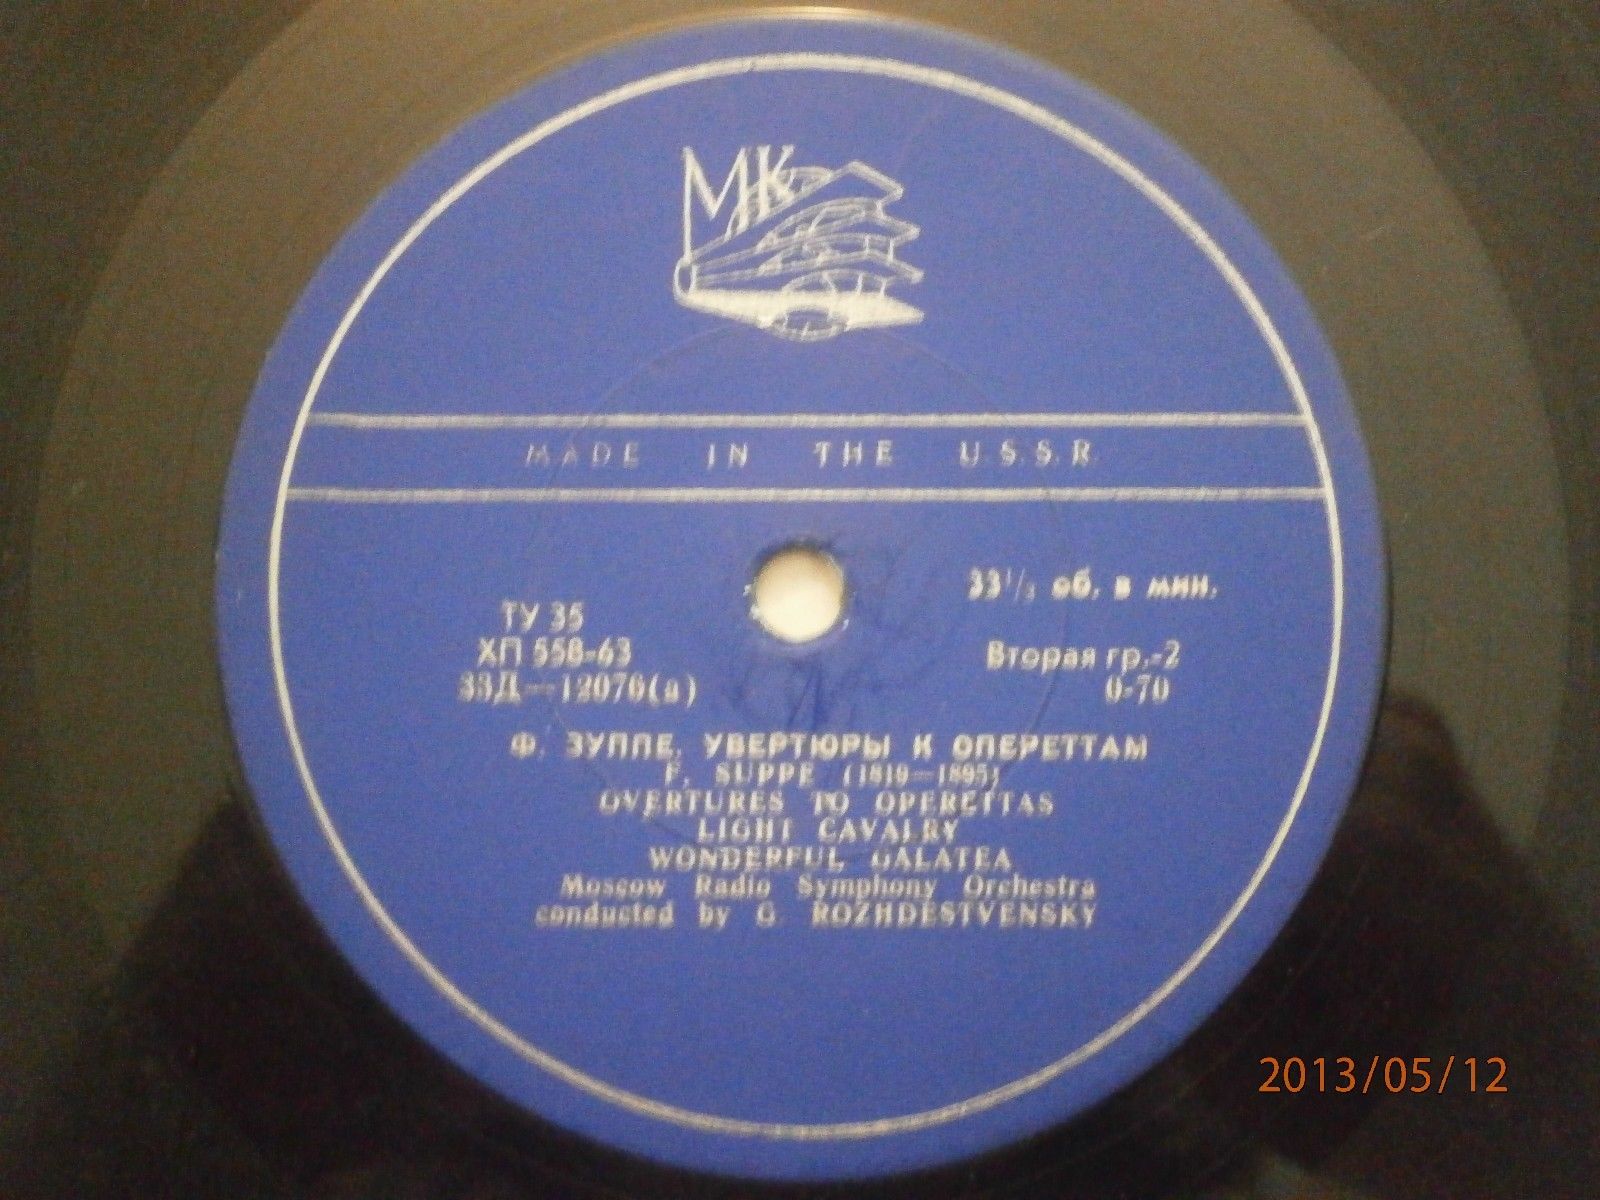 МК
MADE IN THE U.S.S.R.
33 1/3 об. в мин.
ТУ 35
ХП 558-63
33Д—12070(а)
Вторая гр.-2
0-70
Ф. ЗУППЕ, УВЕРТЮРЫ К ОПЕРЕТТАМ
F. SUPPE (1819—1895)
OVERTURES TO OPERETTAS
LIGHT CAVALRY
WONDERFUL GALATEA
Moscow Radio Symphony Orchestra
conducted by G. ROZHDESTVENSKY
2013/05/12